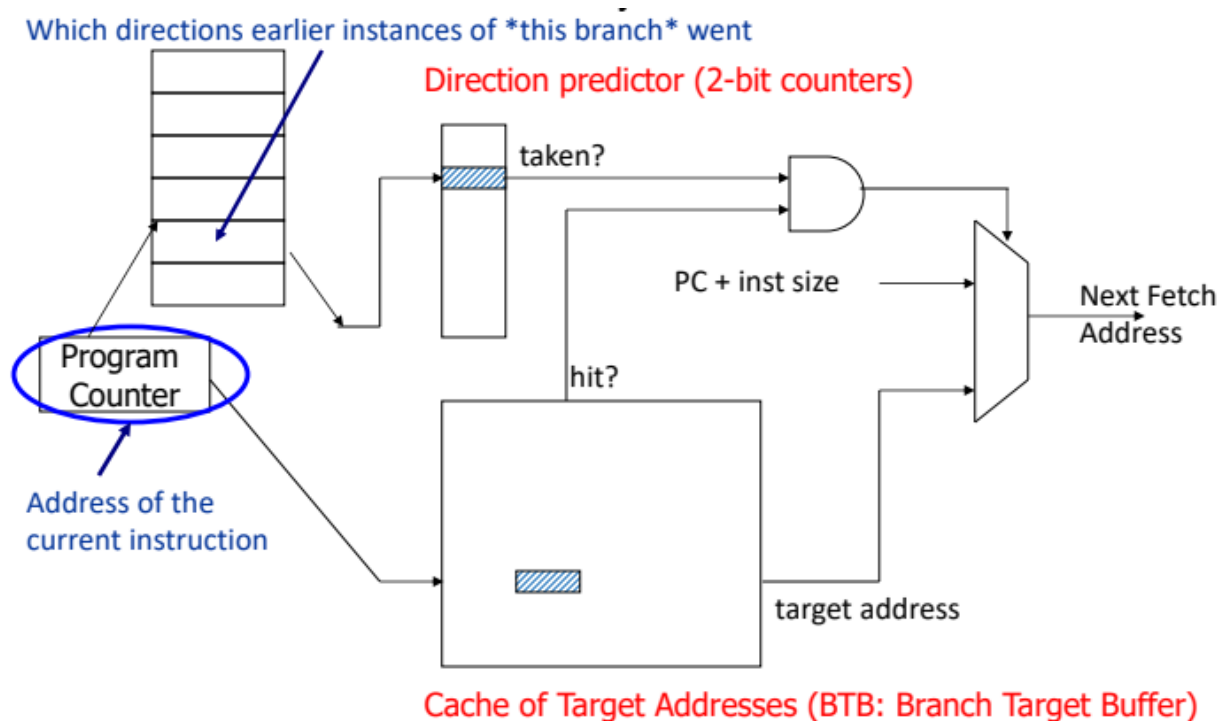 Which directions earlier instances of *this branch* went
Direction predictor (2-bit counters)
taken?
PC + inst size
Next Fetch
Address
Program
Counter
hit?
Address of the
current instruction
target address
Cache of Target Addresses (BTB: Branch Target Buffer)